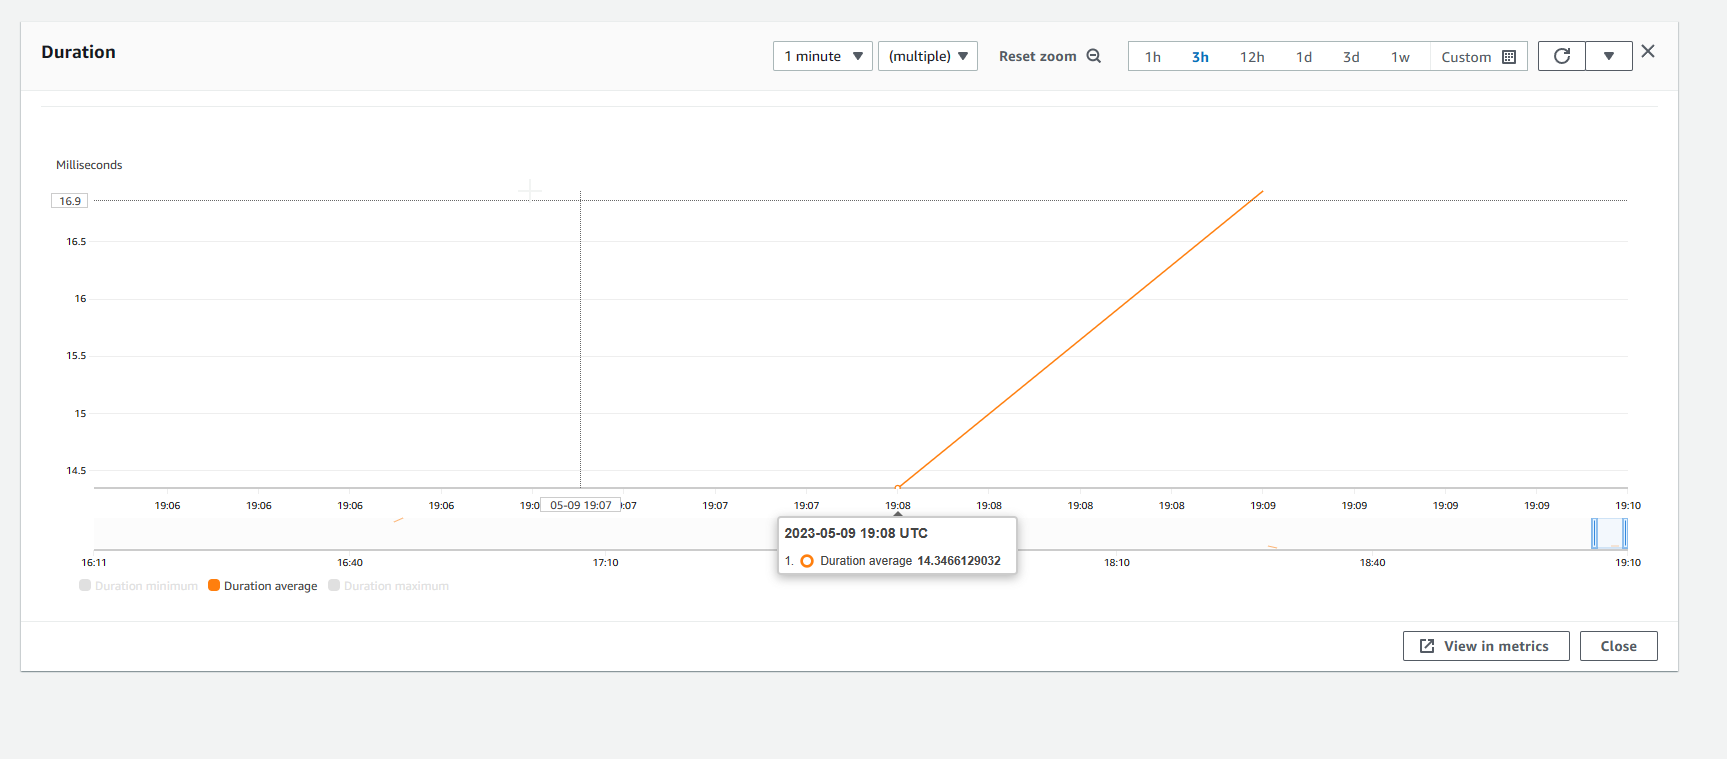 Duration
1 minute (multiple) Reset zoom 1h 3h 12h 1d 3d 1w Custom
Milliseconds
16.9
16.5
16
15.5
15
14.5
19:06 19:06 19:06 19:06 19:0 05-09 19:07 :07 19:07 19:07 19:08 19:08 19:08 19:08 19:09 19:09 19:09 19:09 19:10
2023-05-09 19:08 UTC
1. Duration average 14.3466129032
16:11 16:40 17:10 18:10 18:40 19:10
Duration minimum Duration average Duration maximum
View in metrics Close